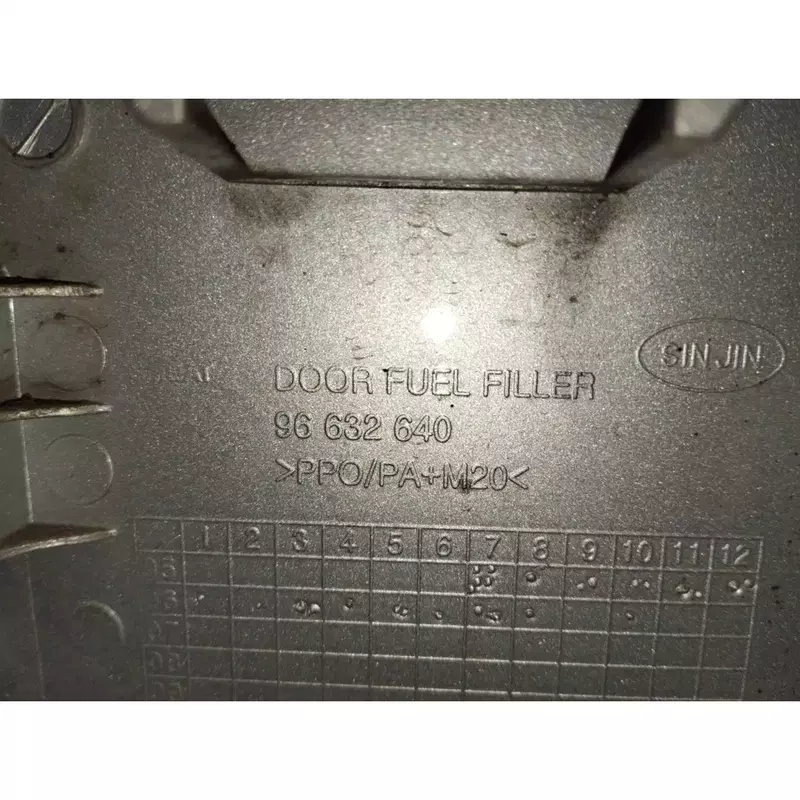 SIN JIN
DOOR FUEL FILLER
96 632 640
>PPO/PA+M20<
1 2 3 4 5 6 7 8 9 10 11 12